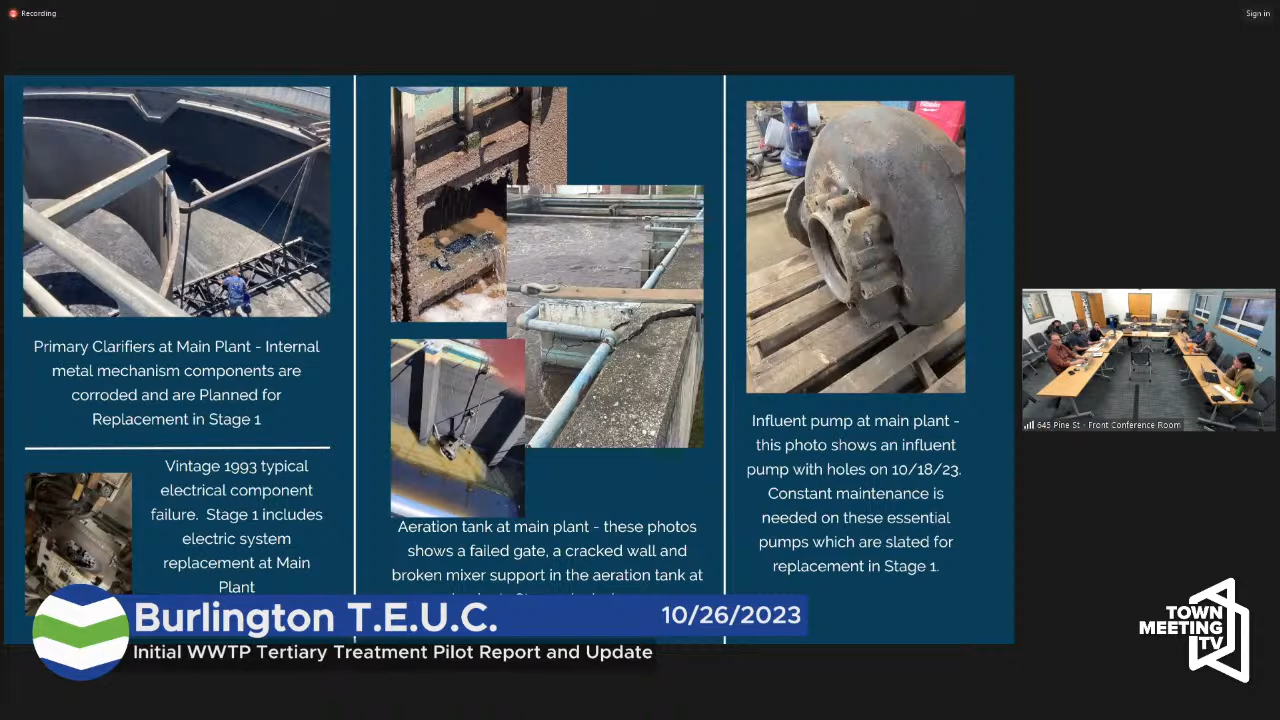 Recording
Sign in
Primary Clarifiers at Main Plant - Internal
metal mechanism components are
corroded and are Planned for
Replacement in Stage 1
Vintage 1993 typical
electrical component
failure. Stage 1 includes
electric system
replacement at Main
Plant
Aeration tank at main plant - these photos
shows a failed gate, a cracked wall and
broken mixer support in the aeration tank at
Influent pump at main plant -
this photo shows an influent
pump with holes on 10/18/23.
Constant maintenance is
needed on these essential
pumps which are slated for
replacement in Stage 1.
645 Pine St - Front Conference Room
Burlington T.E.U.C.
10/26/2023
Initial WWTP Tertiary Treatment Pilot Report and Update
TOWN
MEETING
TV